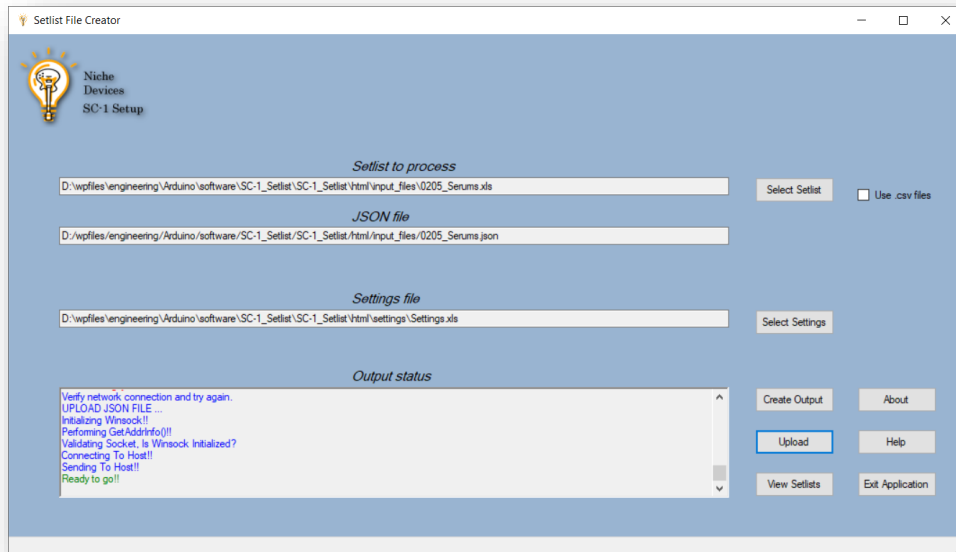 Setlist File Creator
Niche
Devices
SC-1 Setup
Setlist to process
D:\wpfiles\engineering\Arduino\software\SC-1_Setlist\SC-1_Setlist\html\input_files\0205_Serums.xls
Select Setlist
Use .csv files
JSON file
D:/wpfiles/engineering/Arduino/software/SC-1_Setlist/SC-1_Setlist/html/input_files/0205_Serums.json
Settings file
D:\wpfiles\engineering\Arduino\software\SC-1_Setlist\SC-1_Setlist\html\settings\Settings.xls
Select Settings
Output status
Verify network connection and try again.
UPLOAD JSON FILE ...
Initializing Winsock!!
Performing GetAddrInfo()!!
Validating Socket, Is Winsock Initialized?
Connecting To Host!!
Sending To Host!!
Ready to go!!
Create Output
About
Upload
Help
View Setlists
Exit Application